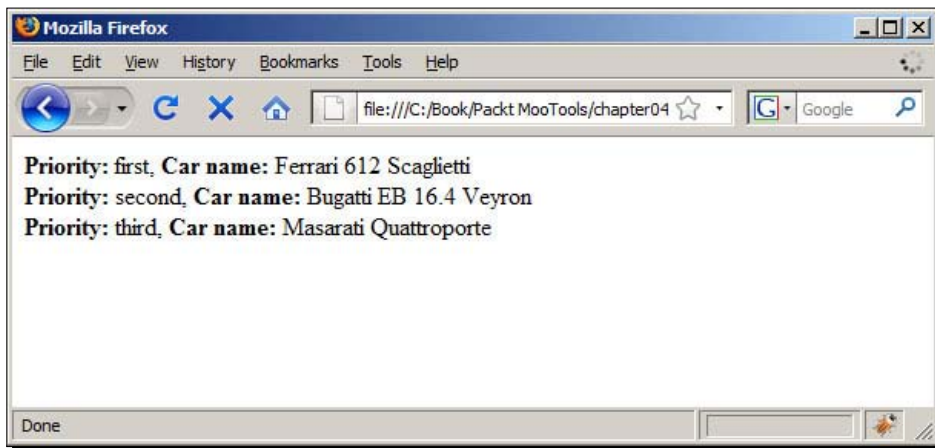 Mozilla Firefox
File Edit View History Bookmarks Tools Help
file:///C:/Book/Packt MooTools/chapter04 G Google
Priority: first, Car name: Ferrari 612 Scaglietti
Priority: second, Car name: Bugatti EB 16.4 Veyron
Priority: third, Car name: Masarati Quattroporte
Done